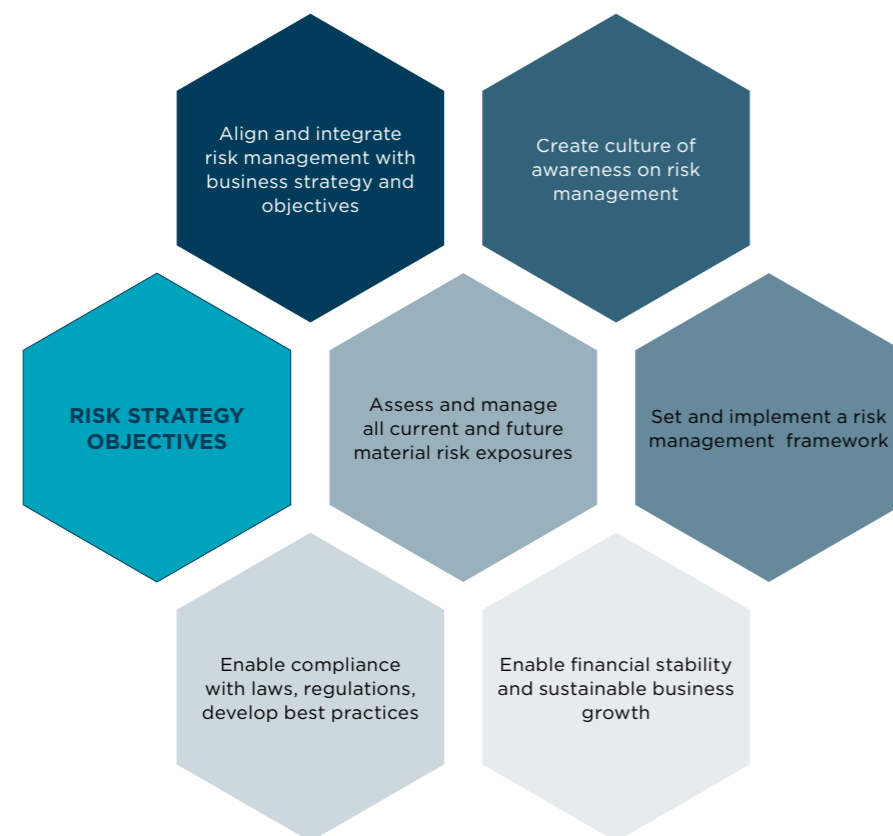 Align and integrate
risk management with
business strategy and
objectives
Create culture of
awareness on risk
management
RISK STRATEGY
OBJECTIVES
Assess and manage
all current and future
material risk exposures
Set and implement a risk
management  framework
Enable compliance
with laws, regulations,
develop best practices
Enable financial stability
and sustainable business
growth